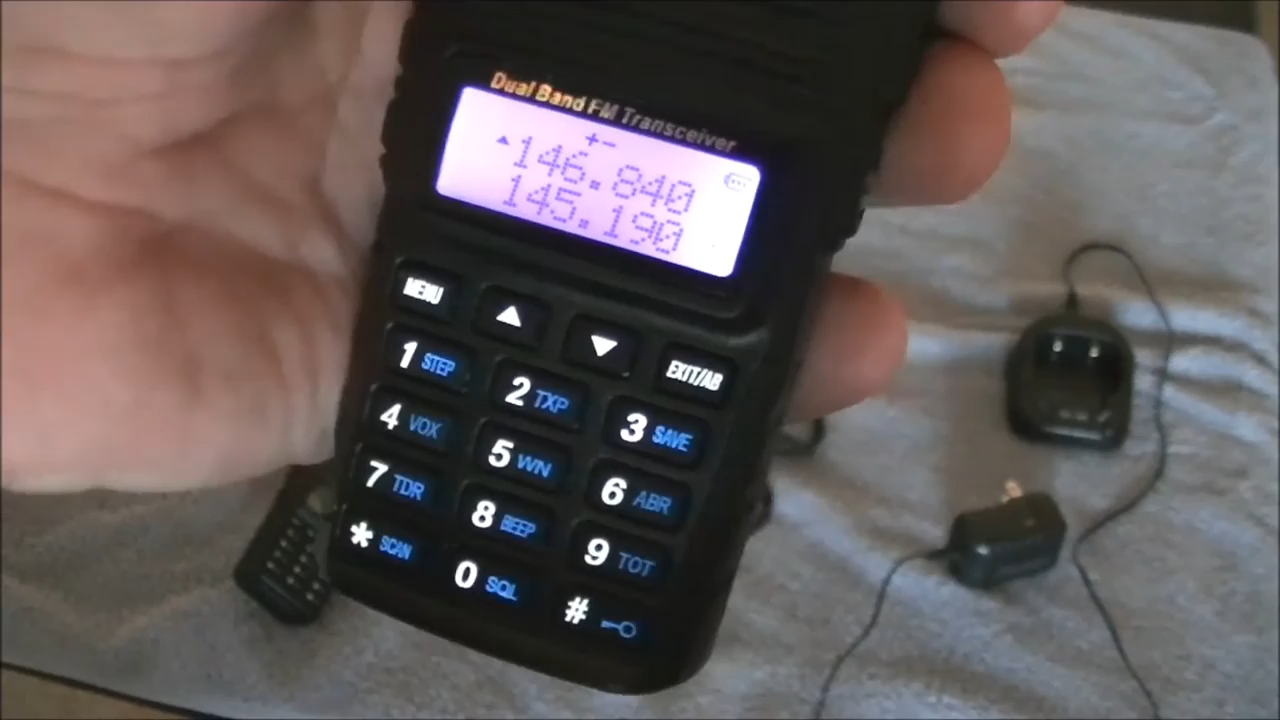 Dual Band FM Transceiver
+-
▲146.840
145.190
MENU ▲ ▼ EXIT/AB
1 STEP 2 TXP 3 SAVE
4 VOX 5 WN 6 ABR
7 TDR 8 BEEP 9 TOT
* SCAN 0 SQL #